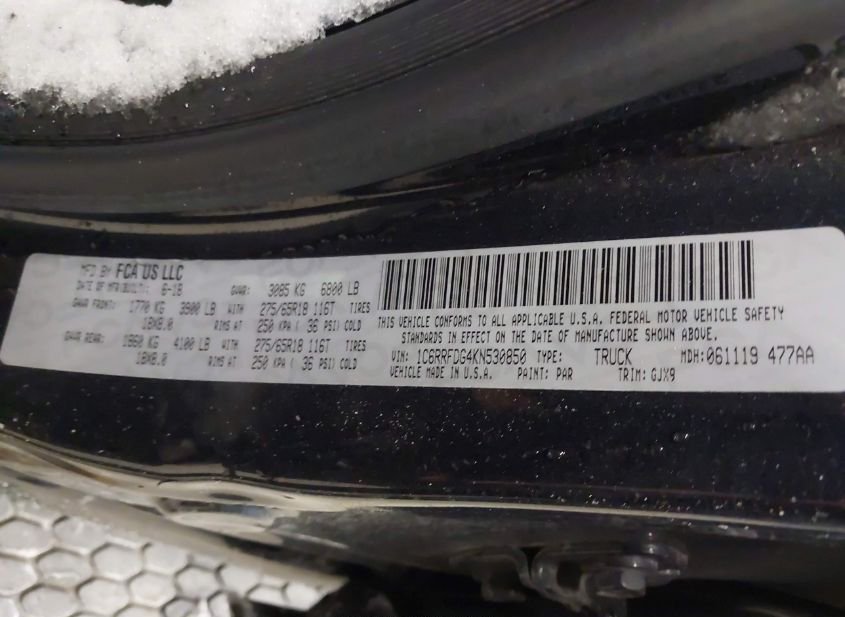 MFD BY FCA US LLC
DATE OF MFR(BUILT): 6-18 GVWR: 3085 KG 6800 LB
GAWR FRONT: 1770 KG 3900 LB WITH 275/65R18 116T TIRES
18X8.0 RIMS AT 250 KPA ( 36 PSI) COLD
GAWR REAR: 1860 KG 4100 LB WITH 275/65R18 116T TIRES
18X8.0 RIMS AT 250 KPA ( 36 PSI) COLD
THIS VEHICLE CONFORMS TO ALL APPLICABLE U.S.A. FEDERAL MOTOR VEHICLE SAFETY
STANDARDS IN EFFECT ON THE DATE OF MANUFACTURE SHOWN ABOVE.
VIN: 1C6RRFDG4KN530850 TYPE: TRUCK MDH:061119 477AA
VEHICLE MADE IN U.S.A. PAINT: PAR TRIM: GJX9